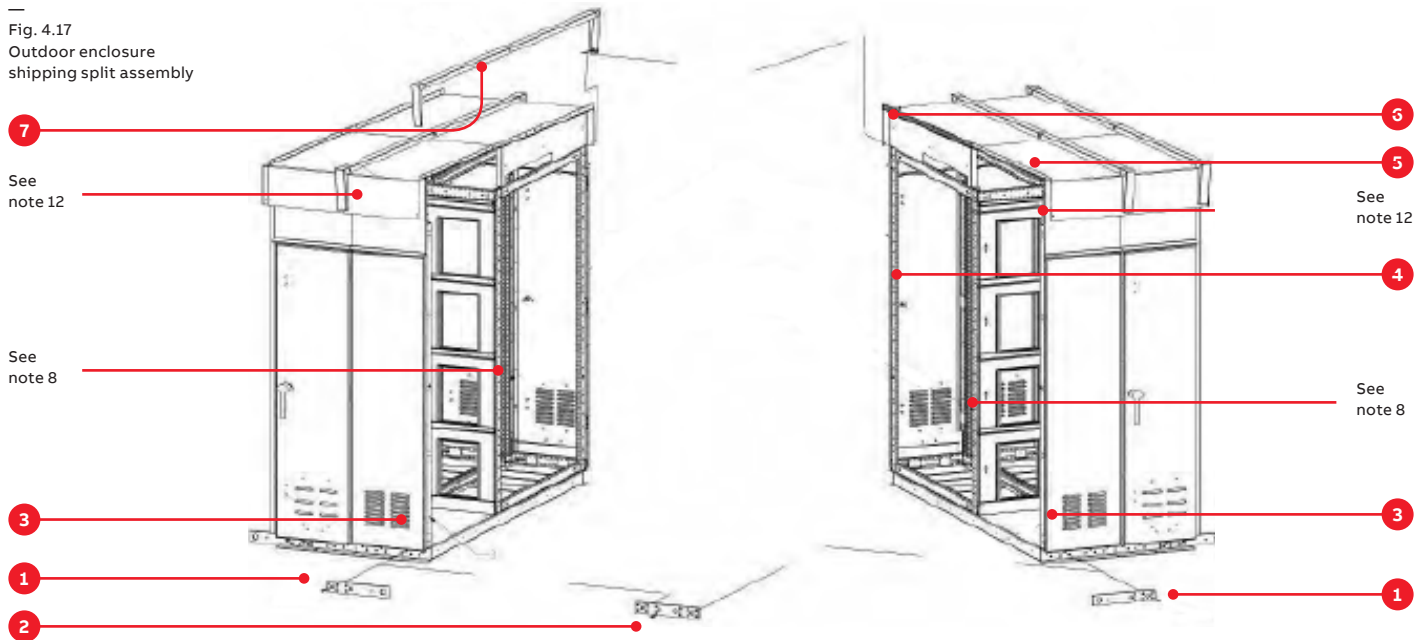 —
Fig. 4.17
Outdoor enclosure
shipping split assembly
7
See
note 12
See
note 8
3
1
2
6
5
See
note 12
4
See
note 8
3
1